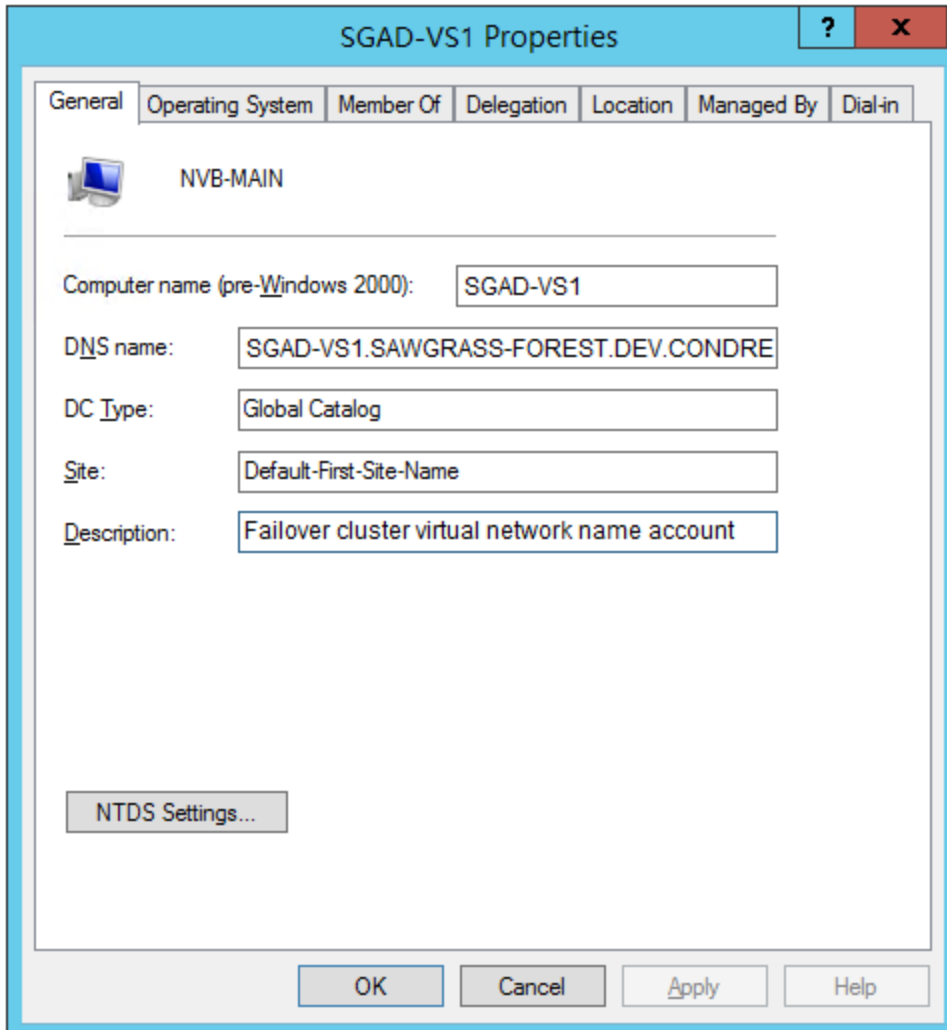 SGAD-VS1 Properties
? x
General Operating System Member Of Delegation Location Managed By Dial-in
NVB-MAIN
Computer name (pre-Windows 2000): SGAD-VS1
DNS name: SGAD-VS1.SAWGRASS-FOREST.DEV.CONDRE
DC Type: Global Catalog
Site: Default-First-Site-Name
Description: Failover cluster virtual network name account
NTDS Settings...
OK Cancel Apply Help